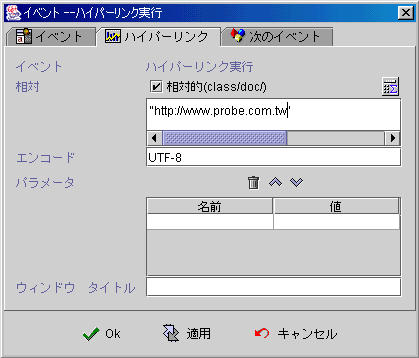 イベント --ハイパーリンク実行
イベント ハイパーリンク 次のイベント
イベント ハイパーリンク実行
相対 相対的(class/doc/)
"http://www.probe.com.tw"
エンコード UTF-8
パラメータ
名前 値
ウィンドウ タイトル
Ok 適用 キャンセル